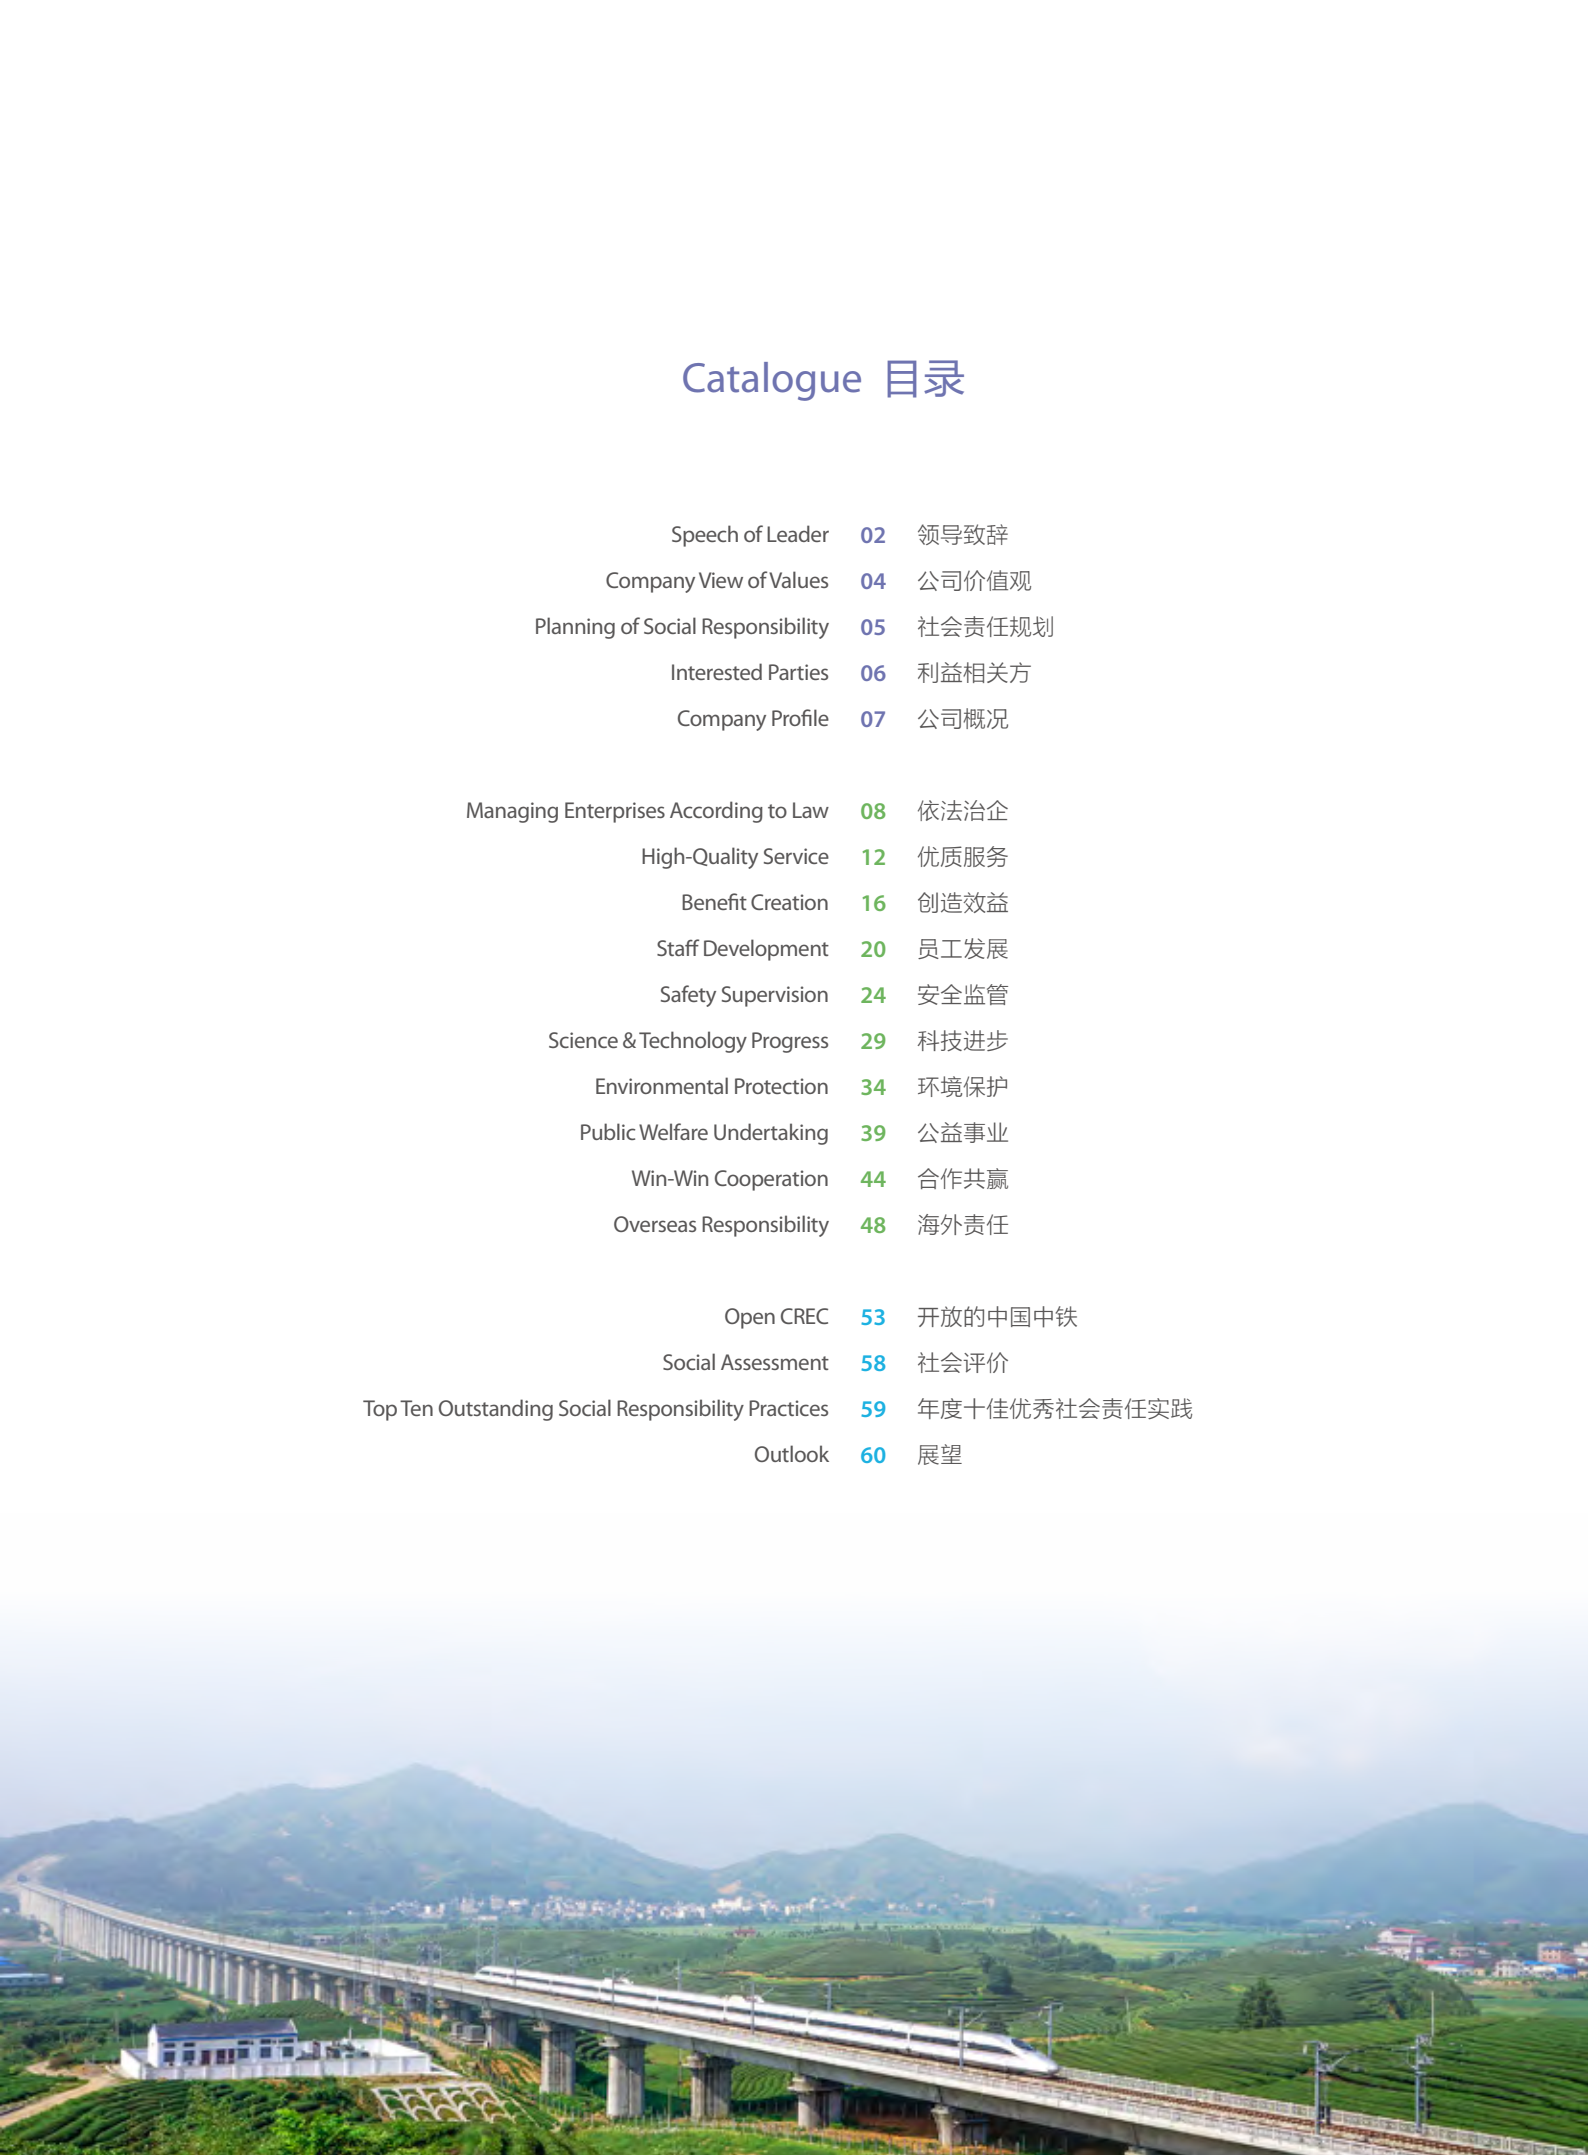 Catalogue 目录
Speech of Leader 02 领导致辞
Company View of Values 04 公司价值观
Planning of Social Responsibility 05 社会责任规划
Interested Parties 06 利益相关方
Company Profile 07 公司概况
Managing Enterprises According to Law 08 依法治企
High-Quality Service 12 优质服务
Benefit Creation 16 创造效益
Staff Development 20 员工发展
Safety Supervision 24 安全监管
Science & Technology Progress 29 科技进步
Environmental Protection 34 环境保护
Public Welfare Undertaking 39 公益事业
Win-Win Cooperation 44 合作共赢
Overseas Responsibility 48 海外责任
Open CREC 53 开放的中国中铁
Social Assessment 58 社会评价
Top Ten Outstanding Social Responsibility Practices 59 年度十佳优秀社会责任实践
Outlook 60 展望